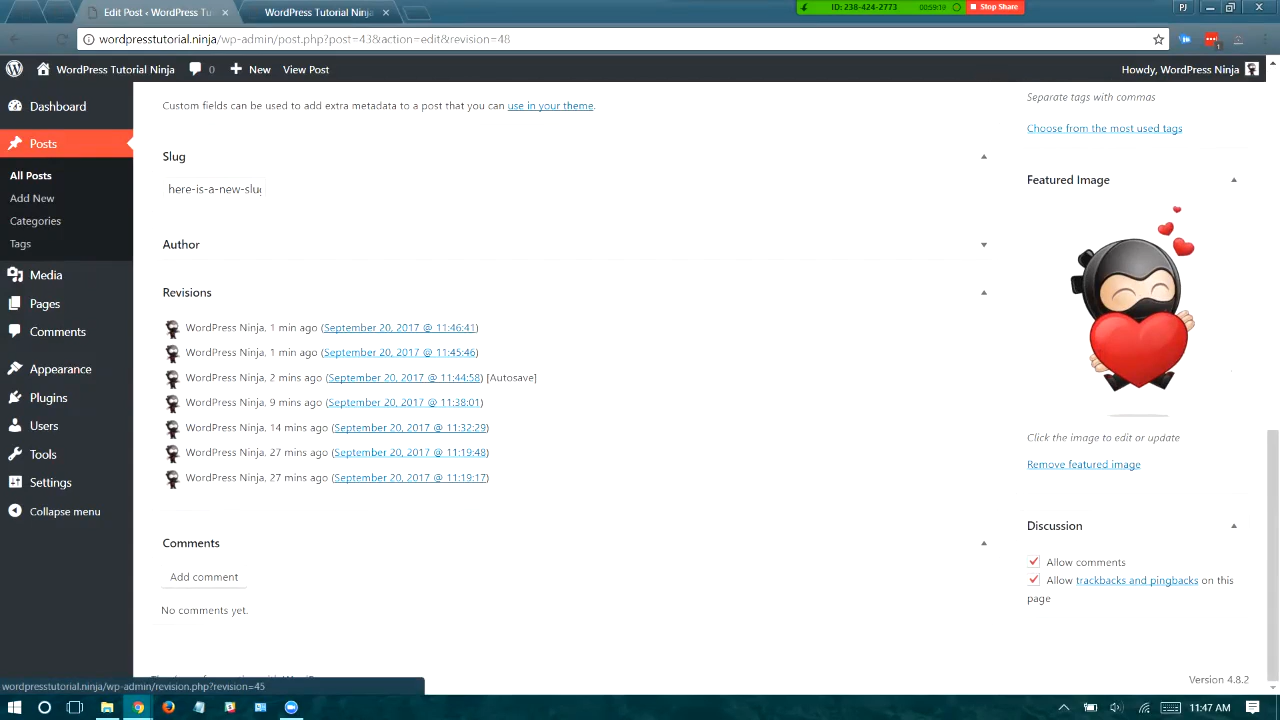 Edit Post ‹ WordPress Tu
WordPress Tutorial Ninja
ID: 238-424-2773
00:59:19
Stop Share
PJ
wordpresstutorial.ninja/wp-admin/post.php?post=43&action=edit&revision=48
1
WordPress Tutorial Ninja
0
New
View Post
Howdy, WordPress Ninja
Dashboard
Posts
All Posts
Add New
Categories
Tags
Media
Pages
Comments
Appearance
Plugins
Users
Tools
Settings
Collapse menu
Custom fields can be used to add extra metadata to a post that you can use in your theme.
Slug
here-is-a-new-slug
Author
Revisions
WordPress Ninja, 1 min ago (September 20, 2017 @ 11:46:41)
WordPress Ninja, 1 min ago (September 20, 2017 @ 11:45:46)
WordPress Ninja, 2 mins ago (September 20, 2017 @ 11:44:58) [Autosave]
WordPress Ninja, 9 mins ago (September 20, 2017 @ 11:38:01)
WordPress Ninja, 14 mins ago (September 20, 2017 @ 11:32:29)
WordPress Ninja, 27 mins ago (September 20, 2017 @ 11:19:48)
WordPress Ninja, 27 mins ago (September 20, 2017 @ 11:19:17)
Comments
Add comment
No comments yet.
Separate tags with commas
Choose from the most used tags
Featured Image
Click the image to edit or update
Remove featured image
Discussion
Allow comments
Allow trackbacks and pingbacks on this
page
Version 4.8.2
wordpresstutorial.ninja/wp-admin/revision.php?revision=45
11:47 AM